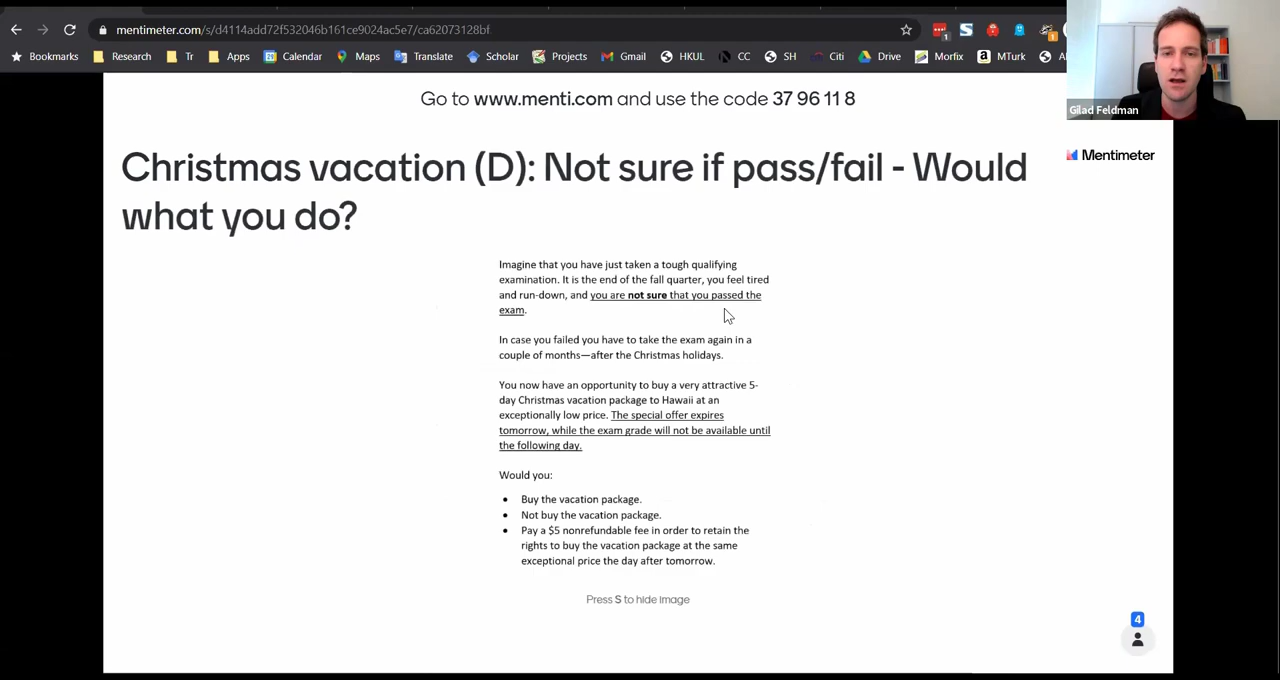 mentimeter.com/s/d4114add72f532046b161ce9024ac5e7/ca62073128bf
Bookmarks Research Tr Apps Calendar Maps Translate Scholar Projects Gmail HKUL CC SH Citi Drive Morfix MTurk
Gilad Feldman
Go to www.menti.com and use the code 37 96 11 8
Mentimeter
Christmas vacation (D): Not sure if pass/fail - Would
what you do?
Imagine that you have just taken a tough qualifying
examination. It is the end of the fall quarter, you feel tired
and run-down, and you are not sure that you passed the
exam.
In case you failed you have to take the exam again in a
couple of months—after the Christmas holidays.
You now have an opportunity to buy a very attractive 5-
day Christmas vacation package to Hawaii at an
exceptionally low price. The special offer expires
tomorrow, while the exam grade will not be available until
the following day.
Would you:
• Buy the vacation package.
• Not buy the vacation package.
• Pay a $5 nonrefundable fee in order to retain the
rights to buy the vacation package at the same
exceptional price the day after tomorrow.
Press S to hide image
4